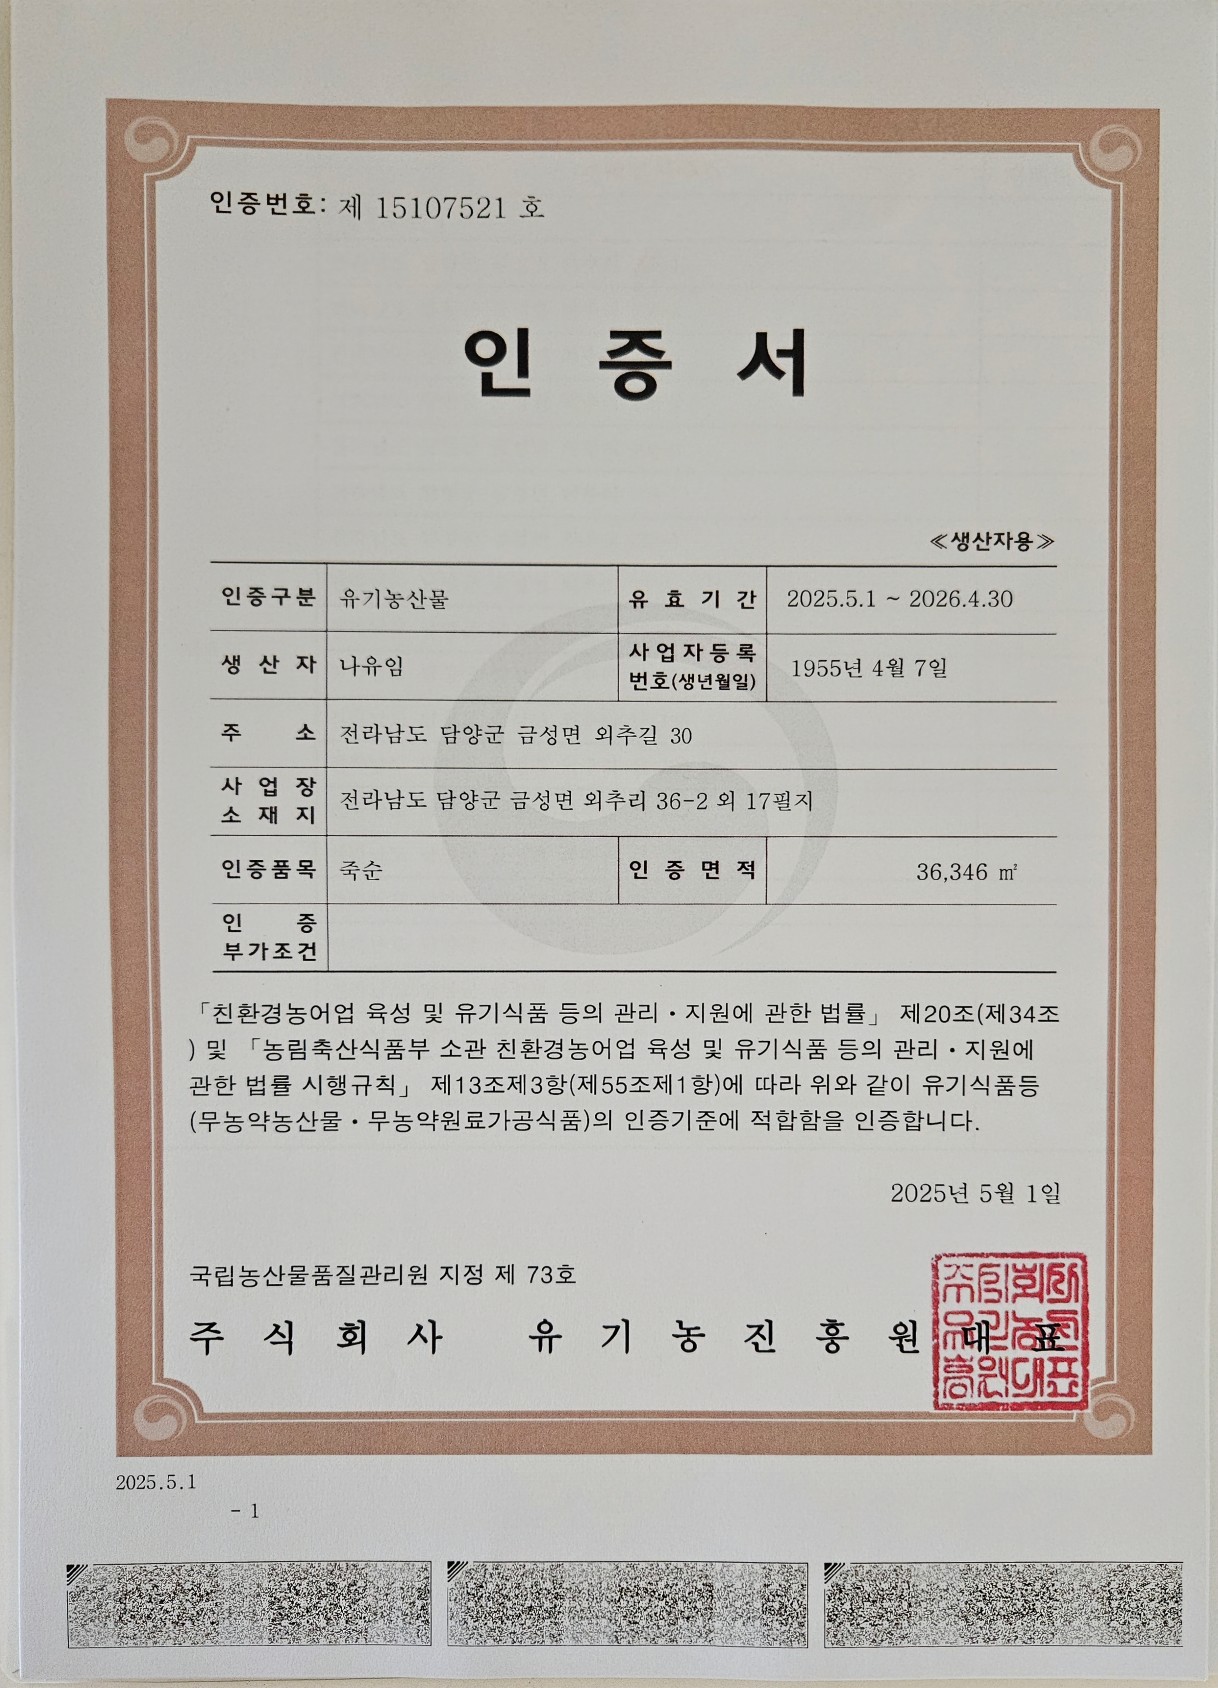 인증번호: 제 15107521 호
인 증 서
≪생산자용≫
인증구분 유기농산물 유 효 기 간 2025.5.1 ~ 2026.4.30
생 산 자 나유임 사업자등록 번호(생년월일) 1955년 4월 7일
주 소 전라남도 담양군 금성면 외추길 30
사 업 장 소 재 지 전라남도 담양군 금성면 외추리 36-2 외 17필지
인증품목 죽순 인 증 면 적 36,346 ㎡
인 증 부가조건
「친환경농어업 육성 및 유기식품 등의 관리・지원에 관한 법률」 제20조(제34조
) 및 「농림축산식품부 소관 친환경농어업 육성 및 유기식품 등의 관리・지원에
관한 법률 시행규칙」 제13조제3항(제55조제1항)에 따라 위와 같이 유기식품등
(무농약농산물・무농약원료가공식품)의 인증기준에 적합함을 인증합니다.
2025년 5월 1일
국립농산물품질관리원 지정 제 73호
주 식 회 사 유 기 농 진 흥 원 대 표
2025.5.1
- 1